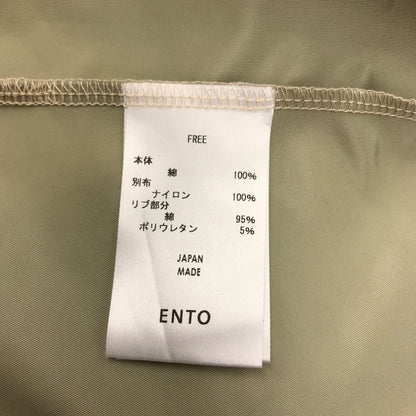 FREE
本体
綿 100%
別布
ナイロン 100%
リブ部分
綿 95%
ポリウレタン 5%
JAPAN
MADE
ENTO